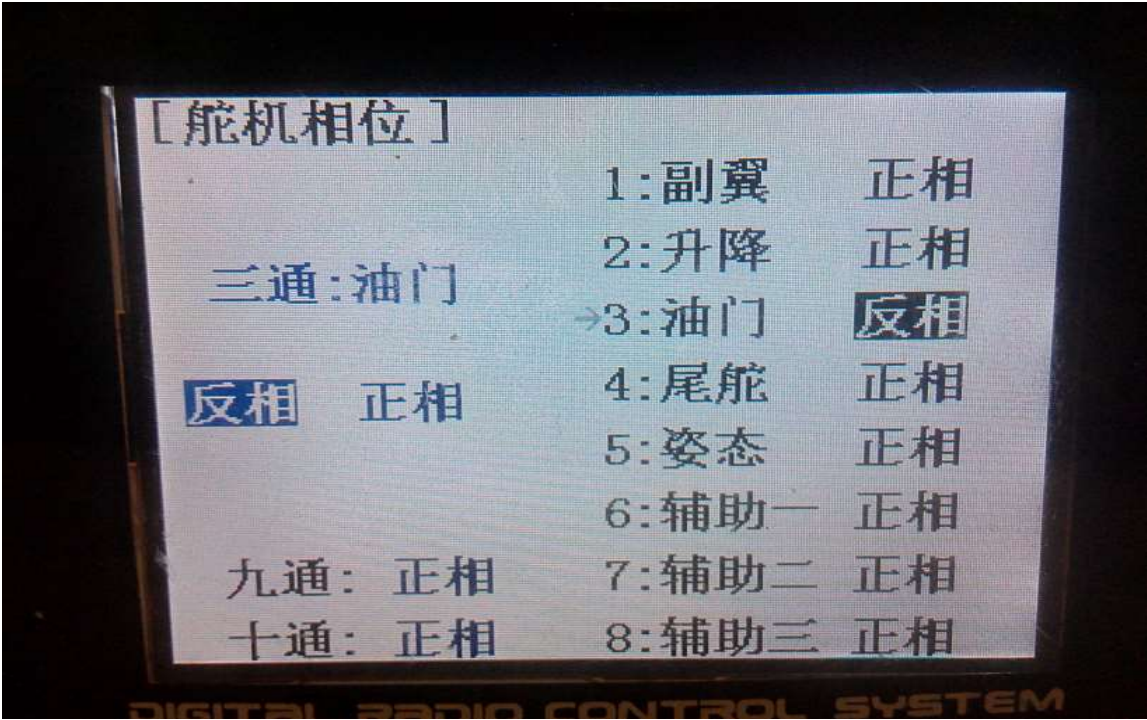 [舵机相位]
1:副翼 正相
2:升降 正相
三通:油门
→3:油门 反相
4:尾舵 正相
反相 正相
5:姿态 正相
6:辅助一 正相
九通: 正相 7:辅助二 正相
十通: 正相 8:辅助三 正相
DIGITAL RADIO CONTROL SYSTEM